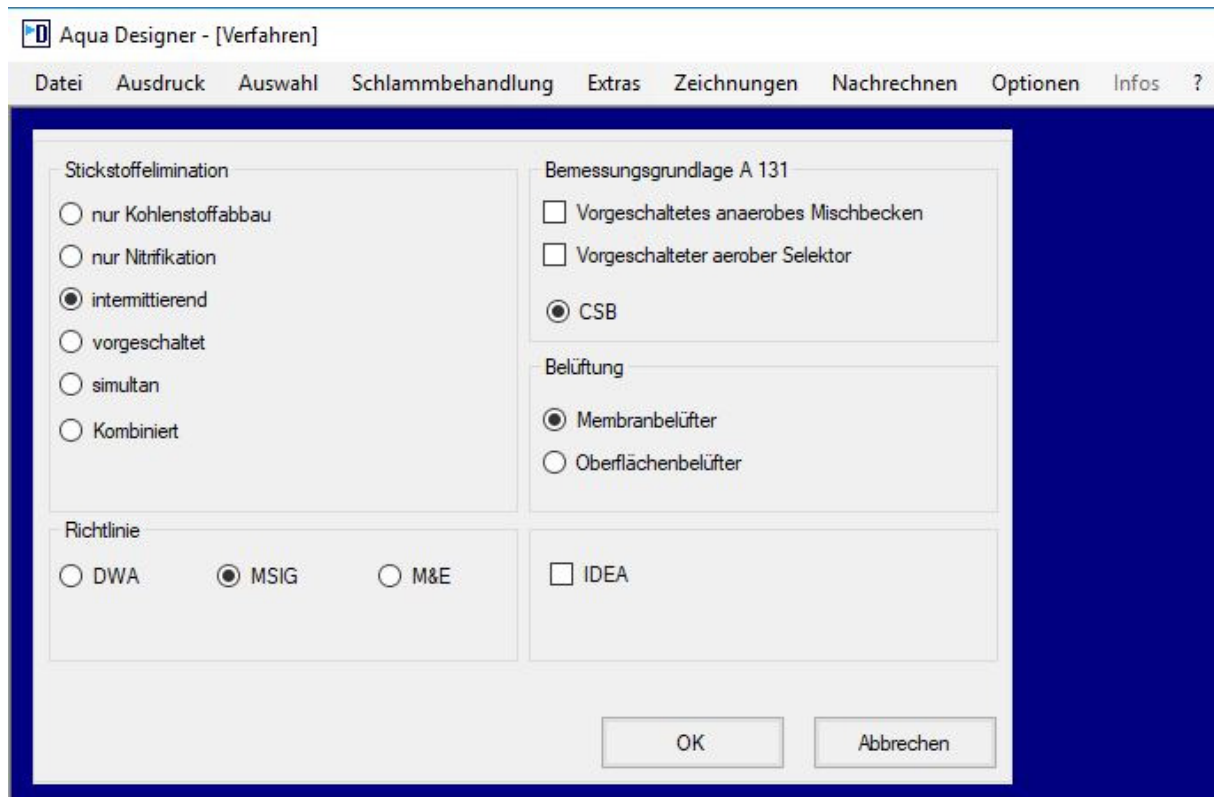 Aqua Designer - [Verfahren]
Datei Ausdruck Auswahl Schlammbehandlung Extras Zeichnungen Nachrechnen Optionen Infos ?
Stickstoffelimination
nur Kohlenstoffabbau
nur Nitrifikation
intermittierend
vorgeschaltet
simultan
Kombiniert
Bemessungsgrundlage A 131
Vorgeschaltetes anaerobes Mischbecken
Vorgeschalteter aerober Selektor
CSB
Belüftung
Membranbelüfter
Oberflächenbelüfter
Richtlinie
DWA MSIG M&E
IDEA
OK Abbrechen